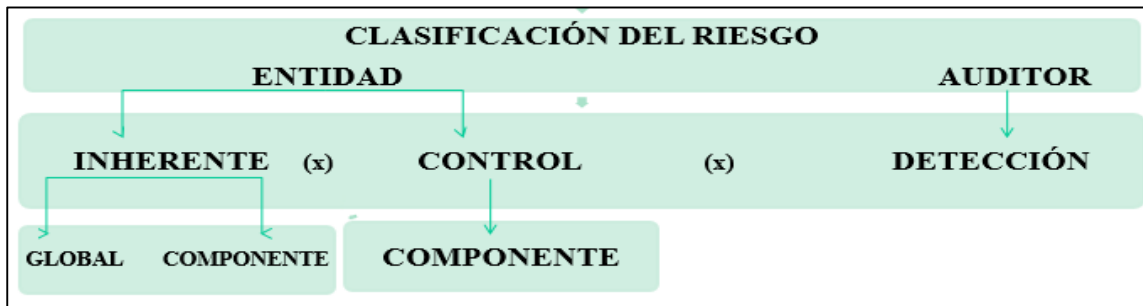 CLASIFICACIÓN DEL RIESGO
ENTIDAD AUDITOR
INHERENTE (x) CONTROL (x) DETECCIÓN
GLOBAL COMPONENTE COMPONENTE